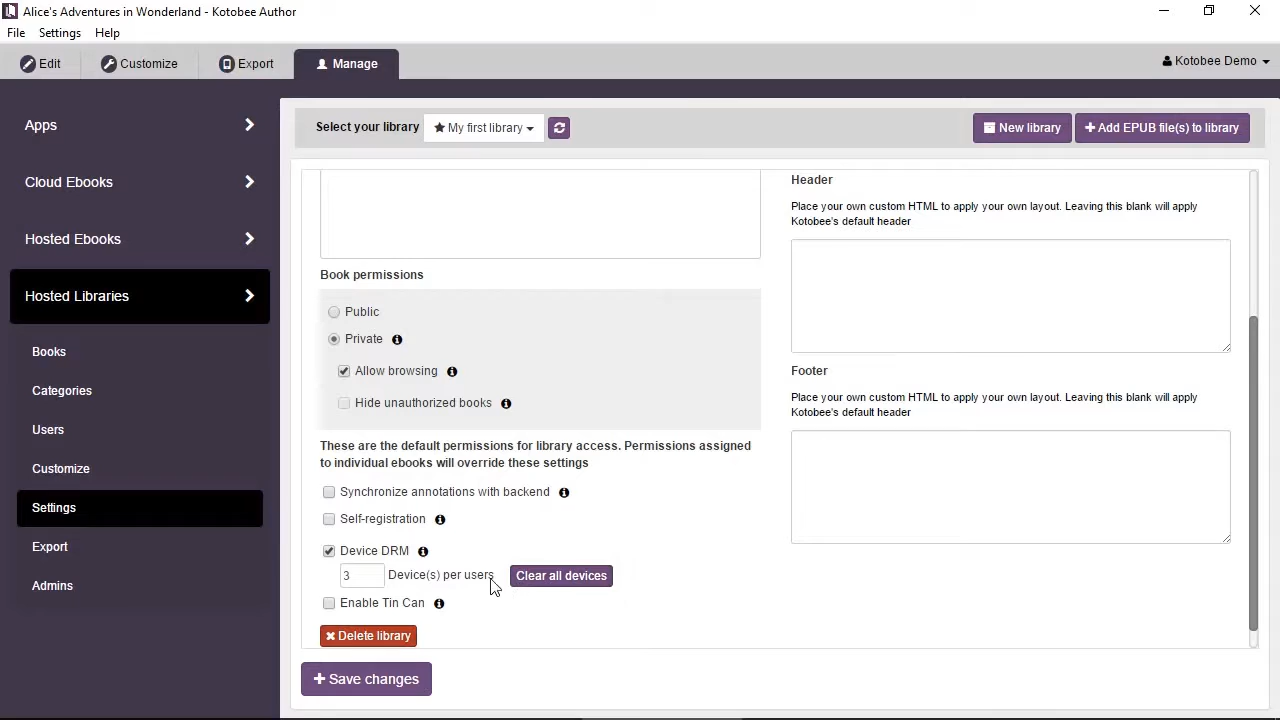 Alice's Adventures in Wonderland - Kotobee Author
File Settings Help
Edit Customize Export Manage Kotobee Demo
Apps
Cloud Ebooks
Hosted Ebooks
Hosted Libraries
Books
Categories
Users
Customize
Settings
Export
Admins
Select your library My first library New library Add EPUB file(s) to library
Book permissions
Public
Private
Allow browsing
Hide unauthorized books
These are the default permissions for library access. Permissions assigned
to individual ebooks will override these settings
Synchronize annotations with backend
Self-registration
Device DRM
3 Device(s) per users Clear all devices
Enable Tin Can
Delete library
Save changes
Header
Place your own custom HTML to apply your own layout. Leaving this blank will apply
Kotobee's default header
Footer
Place your own custom HTML to apply your own layout. Leaving this blank will apply
Kotobee's default header